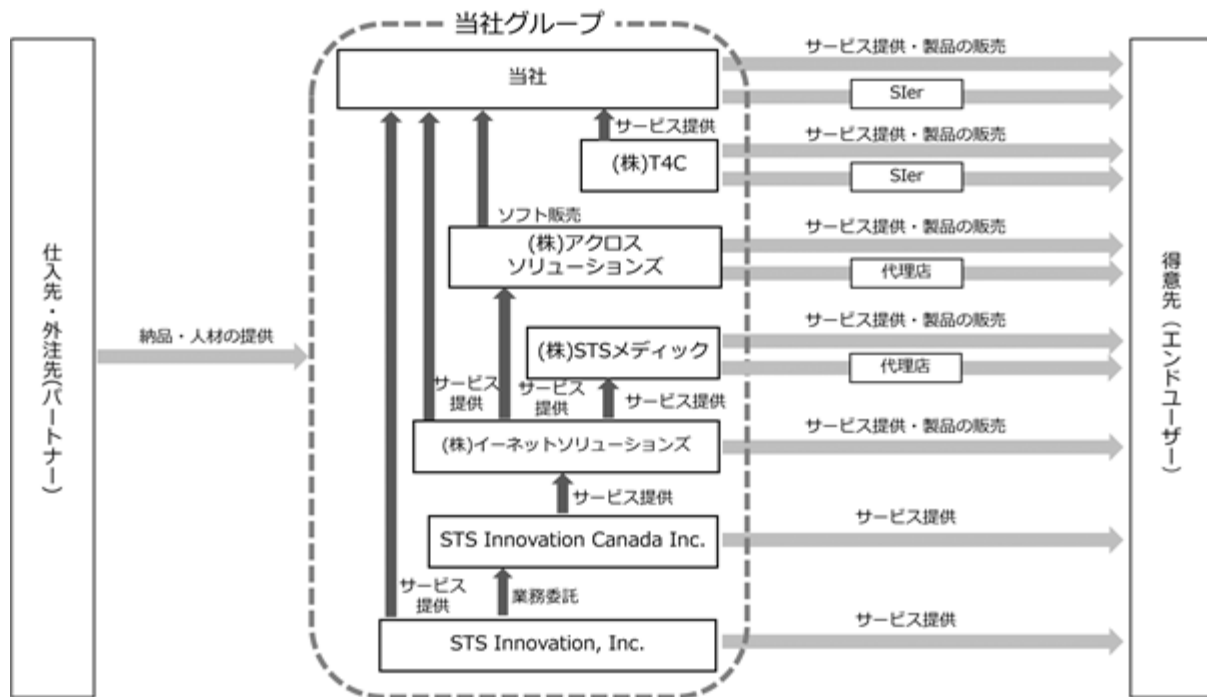 当社グループ
当社
サービス提供・製品の販売
SIer
サービス提供
(株)T4C
サービス提供・製品の販売
SIer
ソフト販売
(株)アクロス
ソリューションズ
サービス提供・製品の販売
代理店
仕入先・外注先(パートナー)
納品・人材の提供
(株)STSメディック
サービス提供・製品の販売
代理店
得意先(エンドユーザー)
サービス
提供
サービス
提供
サービス提供
(株)イーネットソリューションズ
サービス提供・製品の販売
サービス提供
STS Innovation Canada Inc.
サービス提供
サービス
提供
業務委託
STS Innovation, Inc.
サービス提供